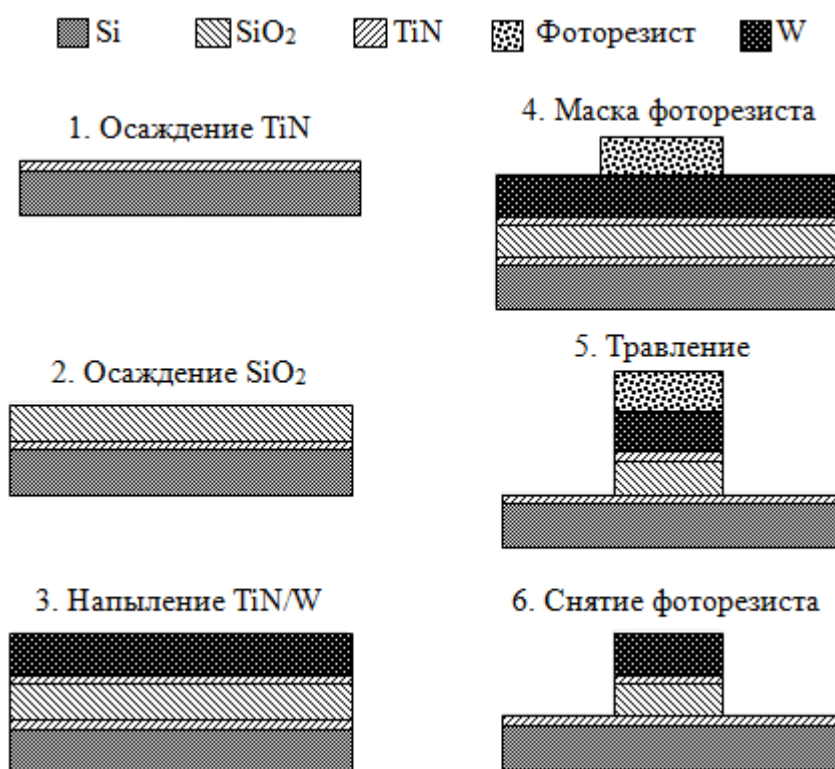 Si SiO₂ TiN Фоторезист W
1. Осаждение TiN
2. Осаждение SiO₂
3. Напыление TiN/W
4. Маска фоторезиста
5. Травление
6. Снятие фоторезиста